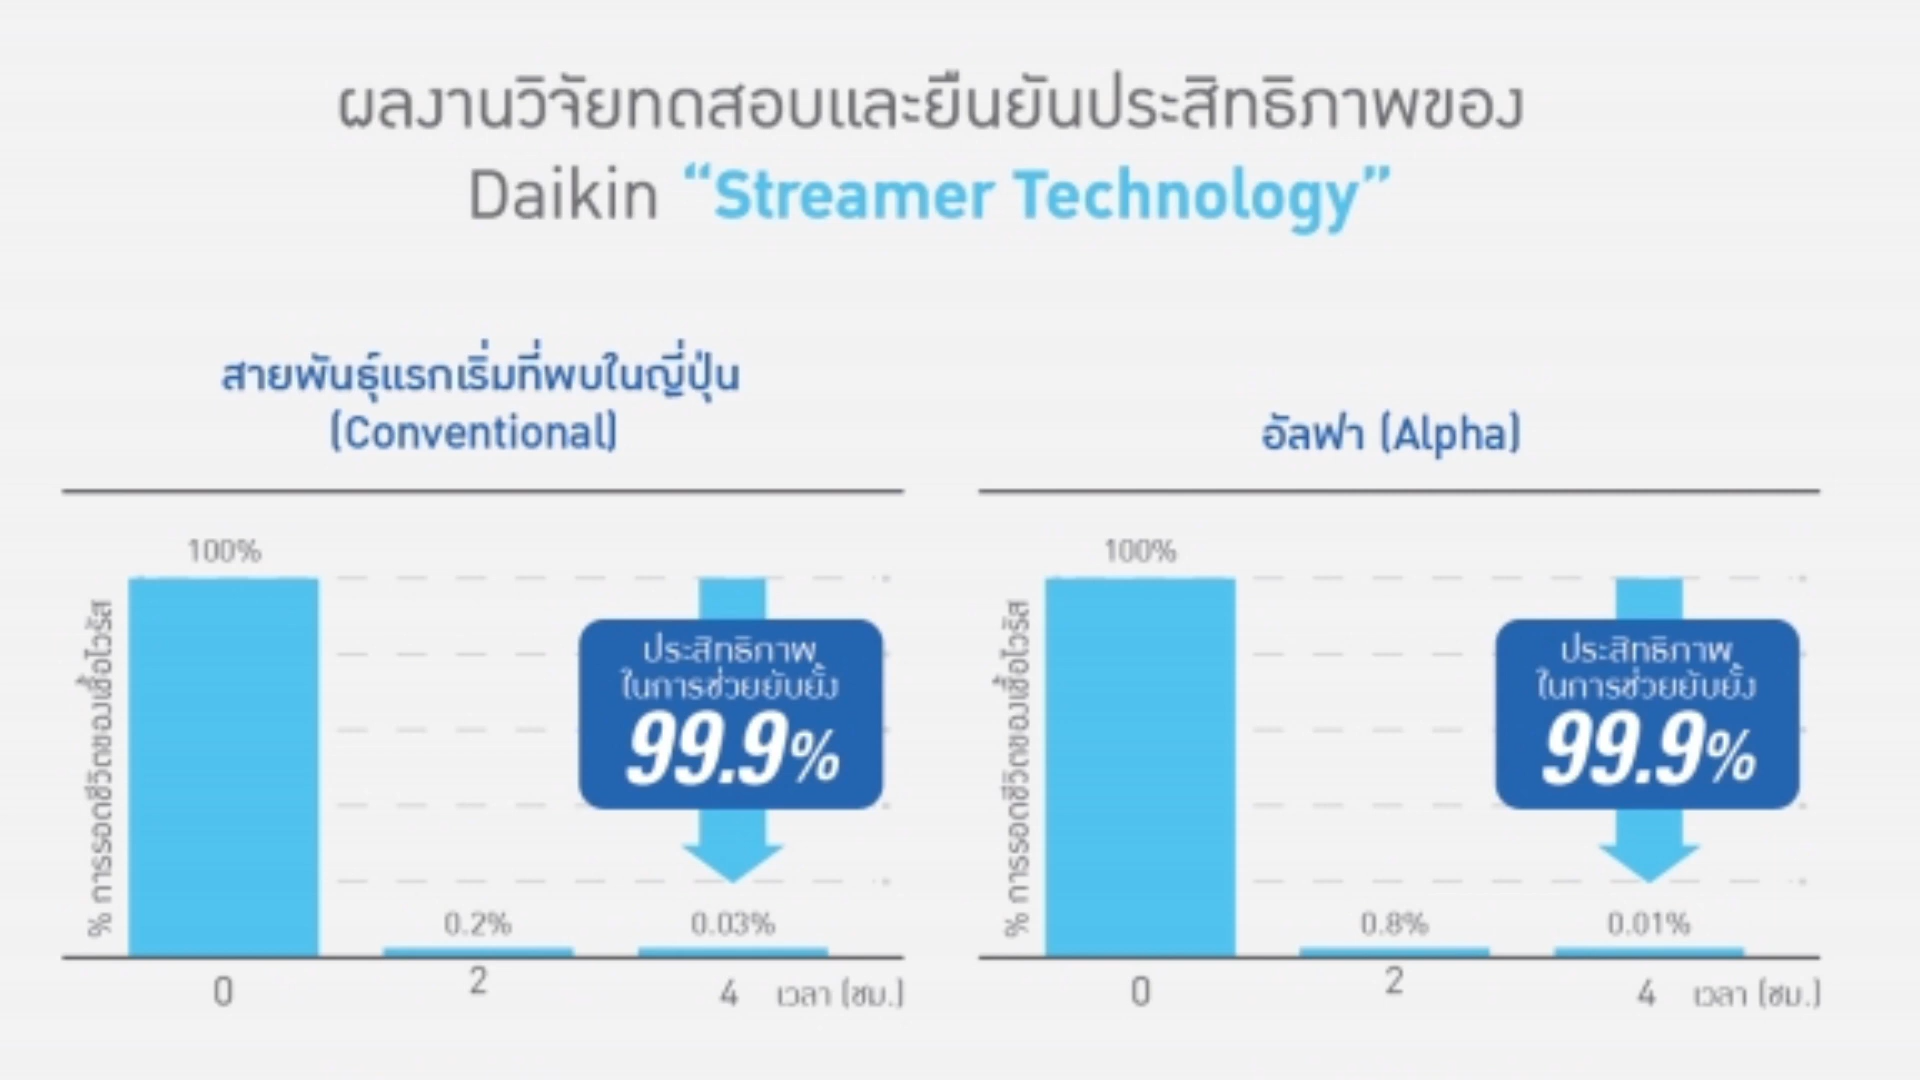 ผลงานวิจัยทดสอบและยืนยันประสิทธิภาพของ
Daikin “Streamer Technology”
สายพันธุ์แรกเริ่มที่พบในญี่ปุ่น
(Conventional)
100%
% การรอดชีวิตของเชื้อไวรัส
ประสิทธิภาพ
ในการช่วยยับยั้ง
99.9%
0.2%
0.03%
0
2
4
เวลา (ชม.)
อัลฟา (Alpha)
100%
% การรอดชีวิตของเชื้อไวรัส
ประสิทธิภาพ
ในการช่วยยับยั้ง
99.9%
0.8%
0.01%
0
2
4
เวลา (ชม.)